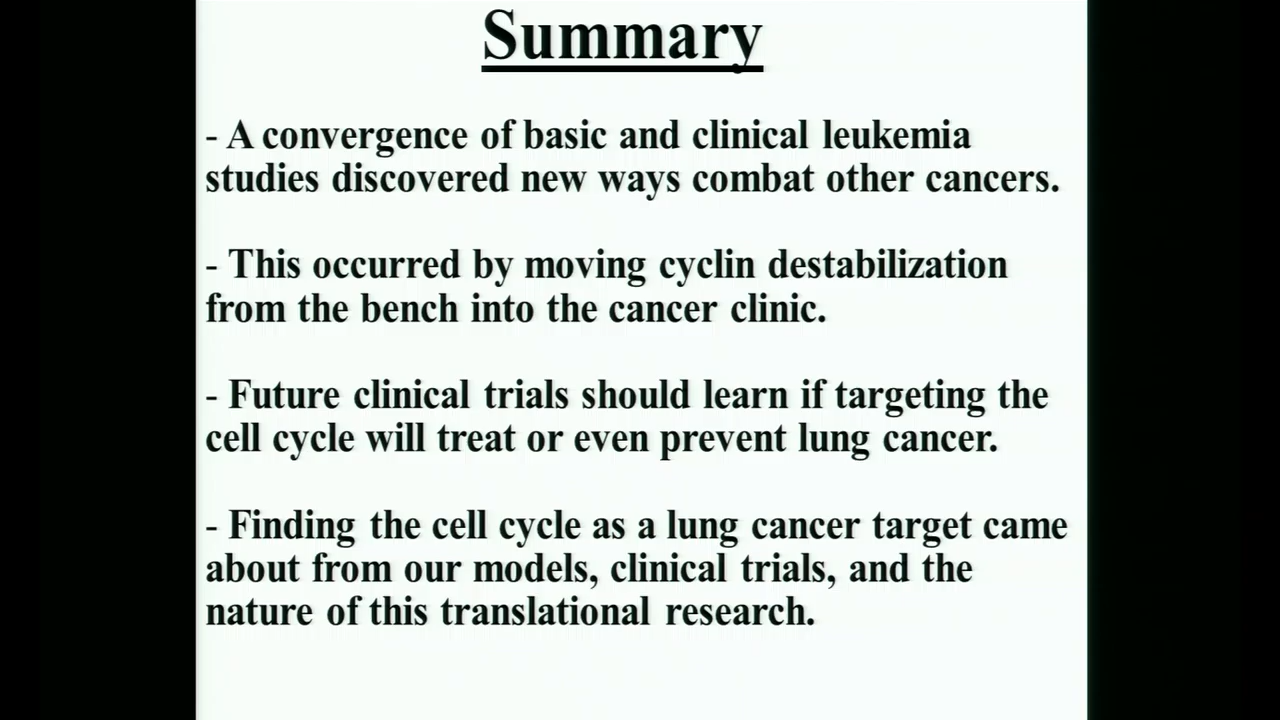 Summary
- A convergence of basic and clinical leukemia
studies discovered new ways combat other cancers.
- This occurred by moving cyclin destabilization
from the bench into the cancer clinic.
- Future clinical trials should learn if targeting the
cell cycle will treat or even prevent lung cancer.
- Finding the cell cycle as a lung cancer target came
about from our models, clinical trials, and the
nature of this translational research.